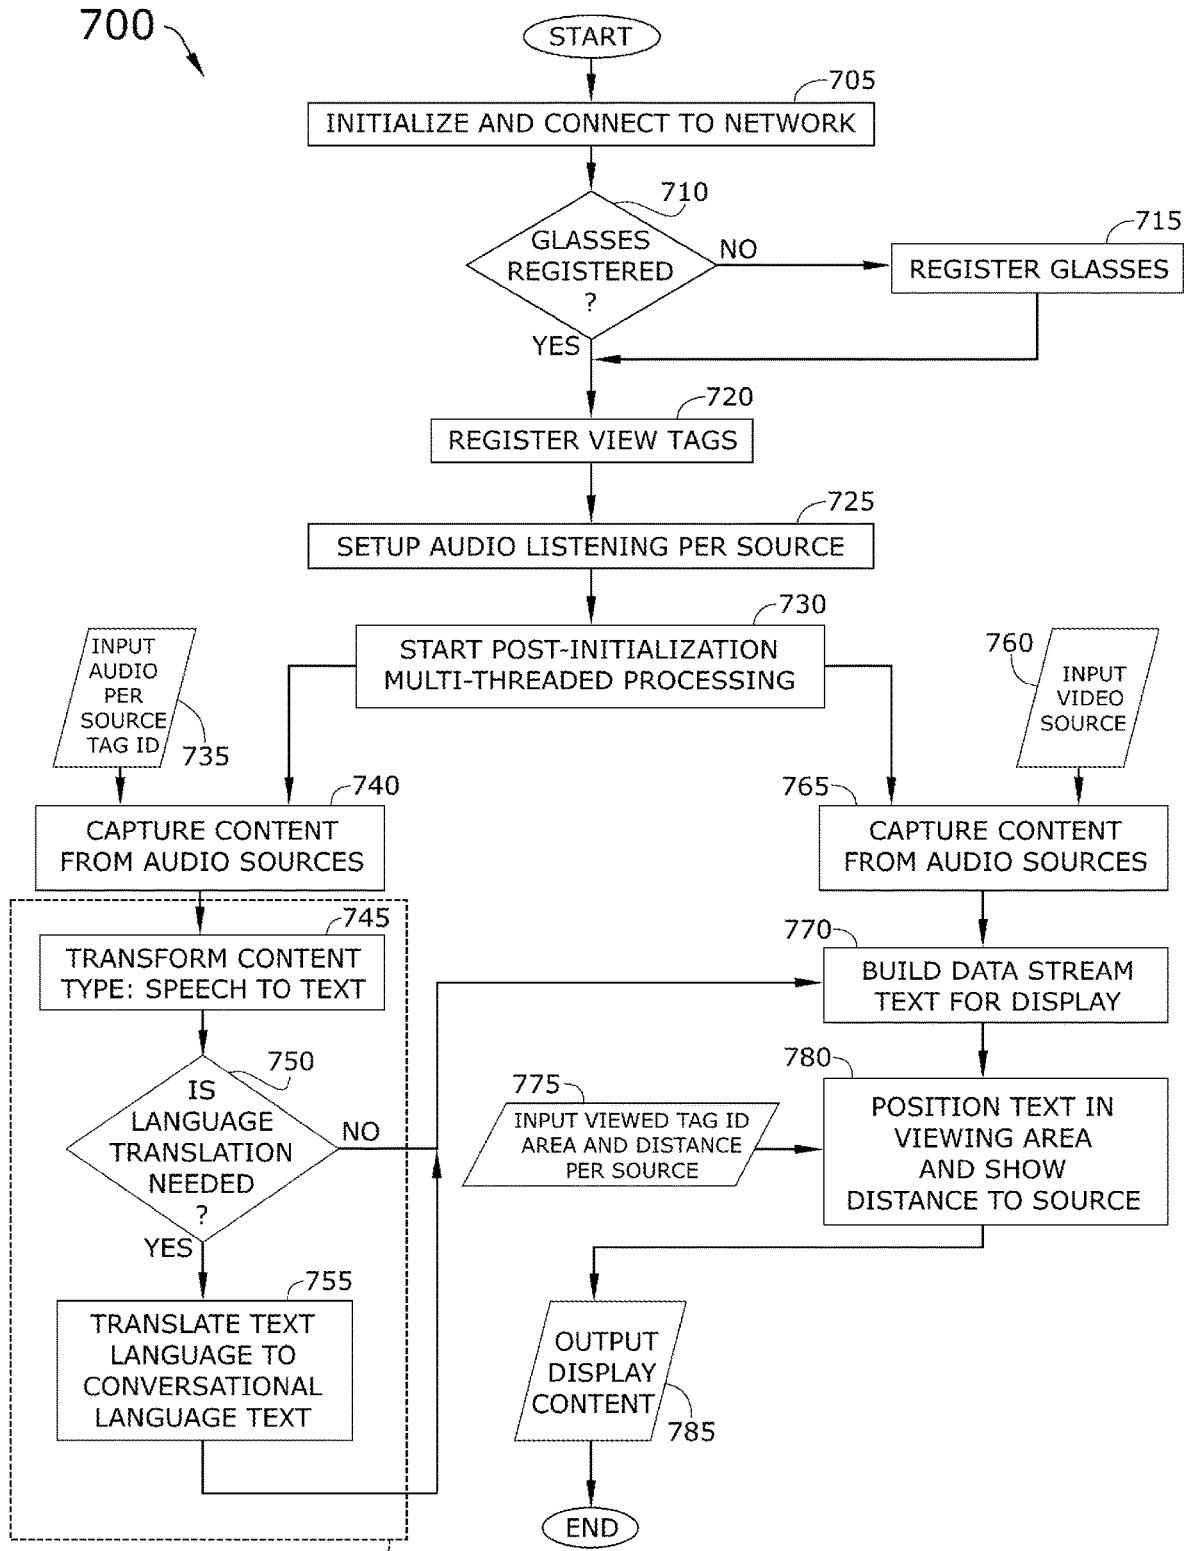 700
START
705
INITIALIZE AND CONNECT TO NETWORK
710
GLASSES
REGISTERED
?
NO
YES
715
REGISTER GLASSES
720
REGISTER VIEW TAGS
725
SETUP AUDIO LISTENING PER SOURCE
730
START POST-INITIALIZATION
MULTI-THREADED PROCESSING
INPUT
AUDIO
PER
SOURCE
TAG ID
735
740
CAPTURE CONTENT
FROM AUDIO SOURCES
745
TRANSFORM CONTENT
TYPE: SPEECH TO TEXT
750
IS
LANGUAGE
TRANSLATION
NEEDED
?
NO
YES
755
TRANSLATE TEXT
LANGUAGE TO
CONVERSATIONAL
LANGUAGE TEXT
760
INPUT
VIDEO
SOURCE
765
CAPTURE CONTENT
FROM AUDIO SOURCES
770
BUILD DATA STREAM
TEXT FOR DISPLAY
775
INPUT VIEWED TAG ID
AREA AND DISTANCE
PER SOURCE
780
POSITION TEXT IN
VIEWING AREA
AND SHOW
DISTANCE TO SOURCE
OUTPUT
DISPLAY
CONTENT
785
END